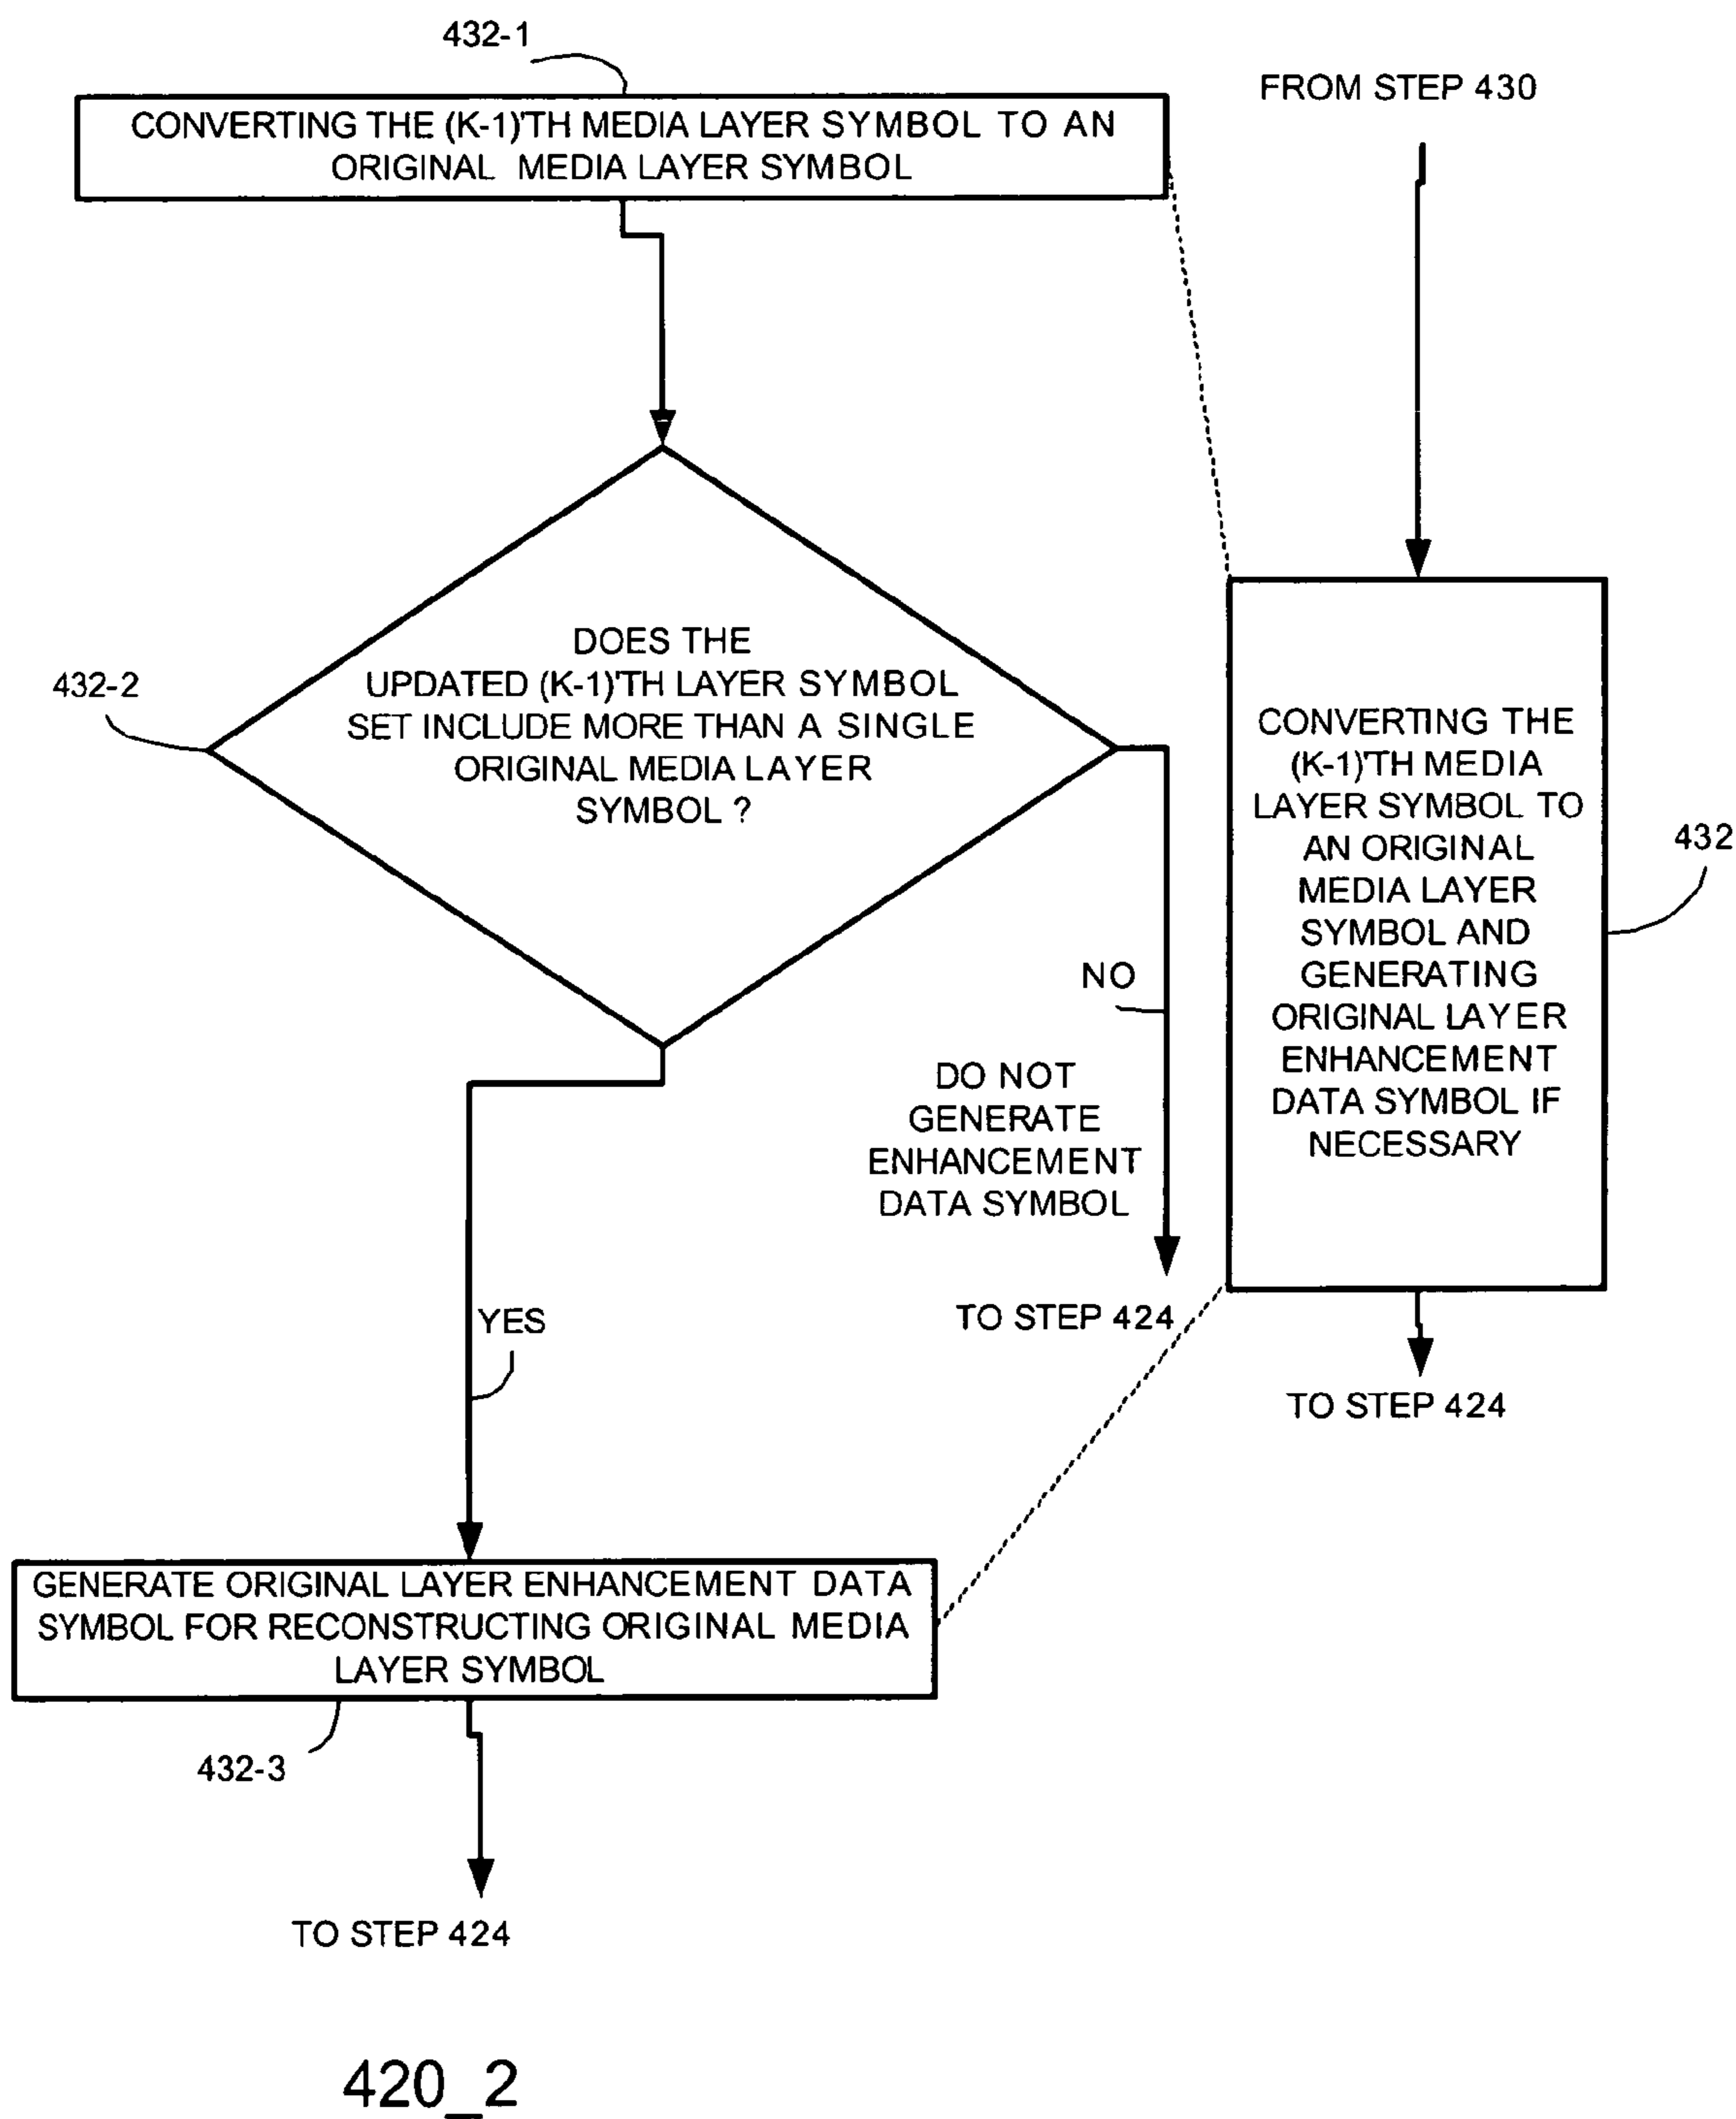 432-1
CONVERTING THE (K-1)'TH MEDIA LAYER SYMBOL TO AN
ORIGINAL MEDIA LAYER SYMBOL
FROM STEP 430
432-2
DOES THE
UPDATED (K-1)'TH LAYER SYMBOL
SET INCLUDE MORE THAN A SINGLE
ORIGINAL MEDIA LAYER
SYMBOL ?
NO
DO NOT
GENERATE
ENHANCEMENT
DATA SYMBOL
TO STEP 424
CONVERTING THE
(K-1)'TH MEDIA
LAYER SYMBOL TO
AN ORIGINAL
MEDIA LAYER
SYMBOL AND
GENERATING
ORIGINAL LAYER
ENHANCEMENT
DATA SYMBOL IF
NECESSARY
432
TO STEP 424
YES
GENERATE ORIGINAL LAYER ENHANCEMENT DATA
SYMBOL FOR RECONSTRUCTING ORIGINAL MEDIA
LAYER SYMBOL
432-3
TO STEP 424
420_2